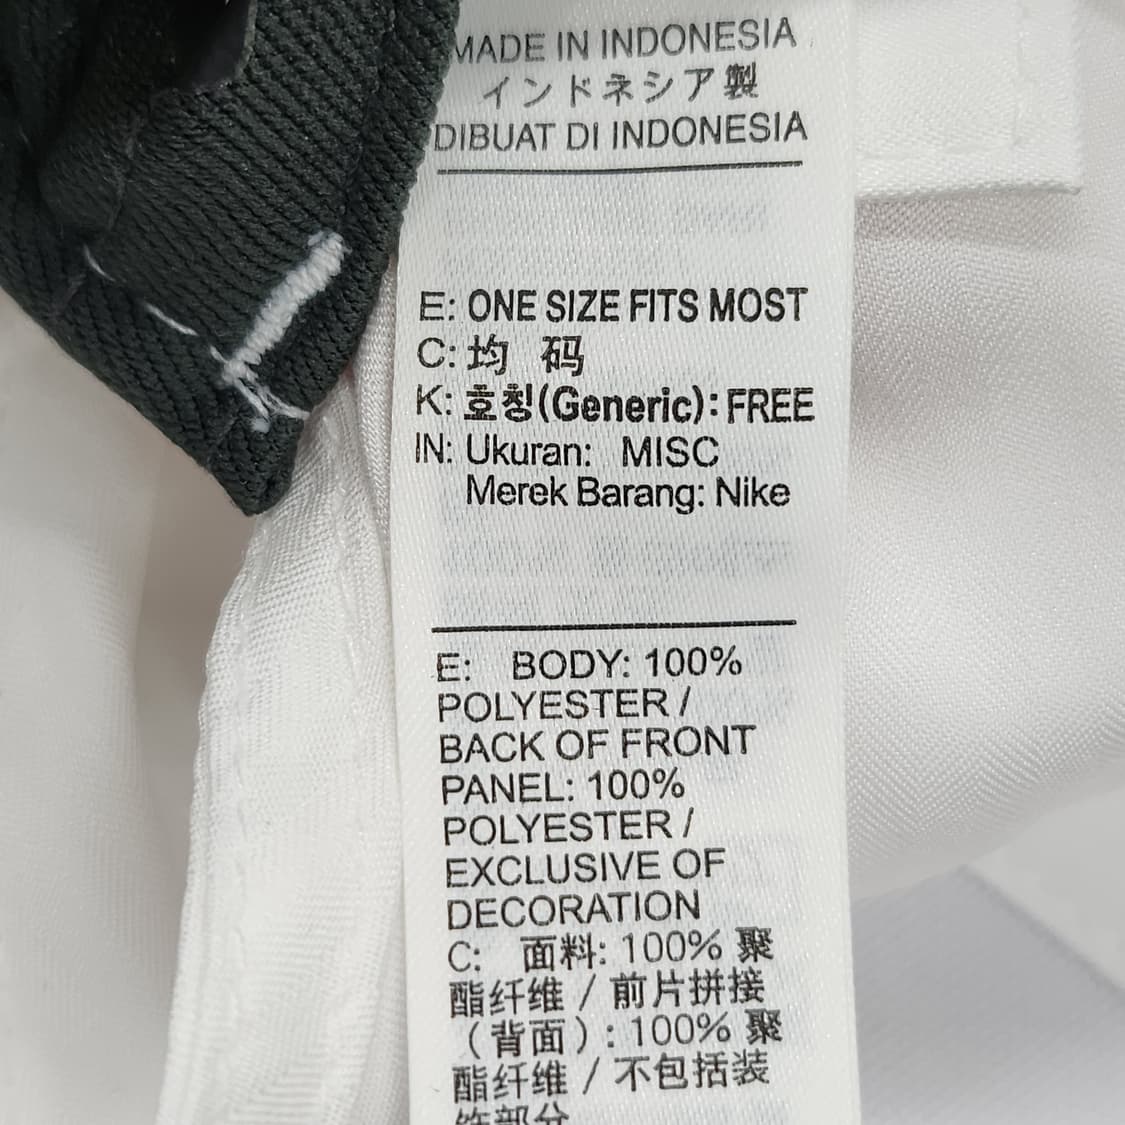 MADE IN INDONESIA
インドネシア製
DIBUAT DI INDONESIA
E: ONE SIZE FITS MOST
C: 均 码
K: 호칭(Generic): FREE
IN: Ukuran: MISC
Merek Barang: Nike
E: BODY: 100%
POLYESTER /
BACK OF FRONT
PANEL: 100%
POLYESTER /
EXCLUSIVE OF
DECORATION
C: 面料: 100% 聚
酯纤维 / 前片拼接
(背面): 100% 聚
酯纤维 / 不包括装
饰部分